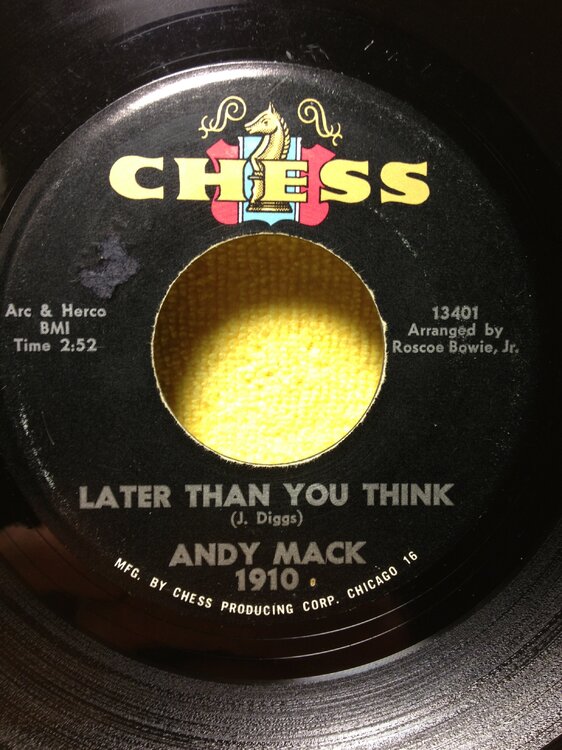 CHESS
Arc & Herco
BMI
Time 2:52
13401
Arranged by
Roscoe Bowie, Jr.
LATER THAN YOU THINK
(J. Diggs)
ANDY MACK
1910
MFG. BY CHESS PRODUCING CORP. CHICAGO 16